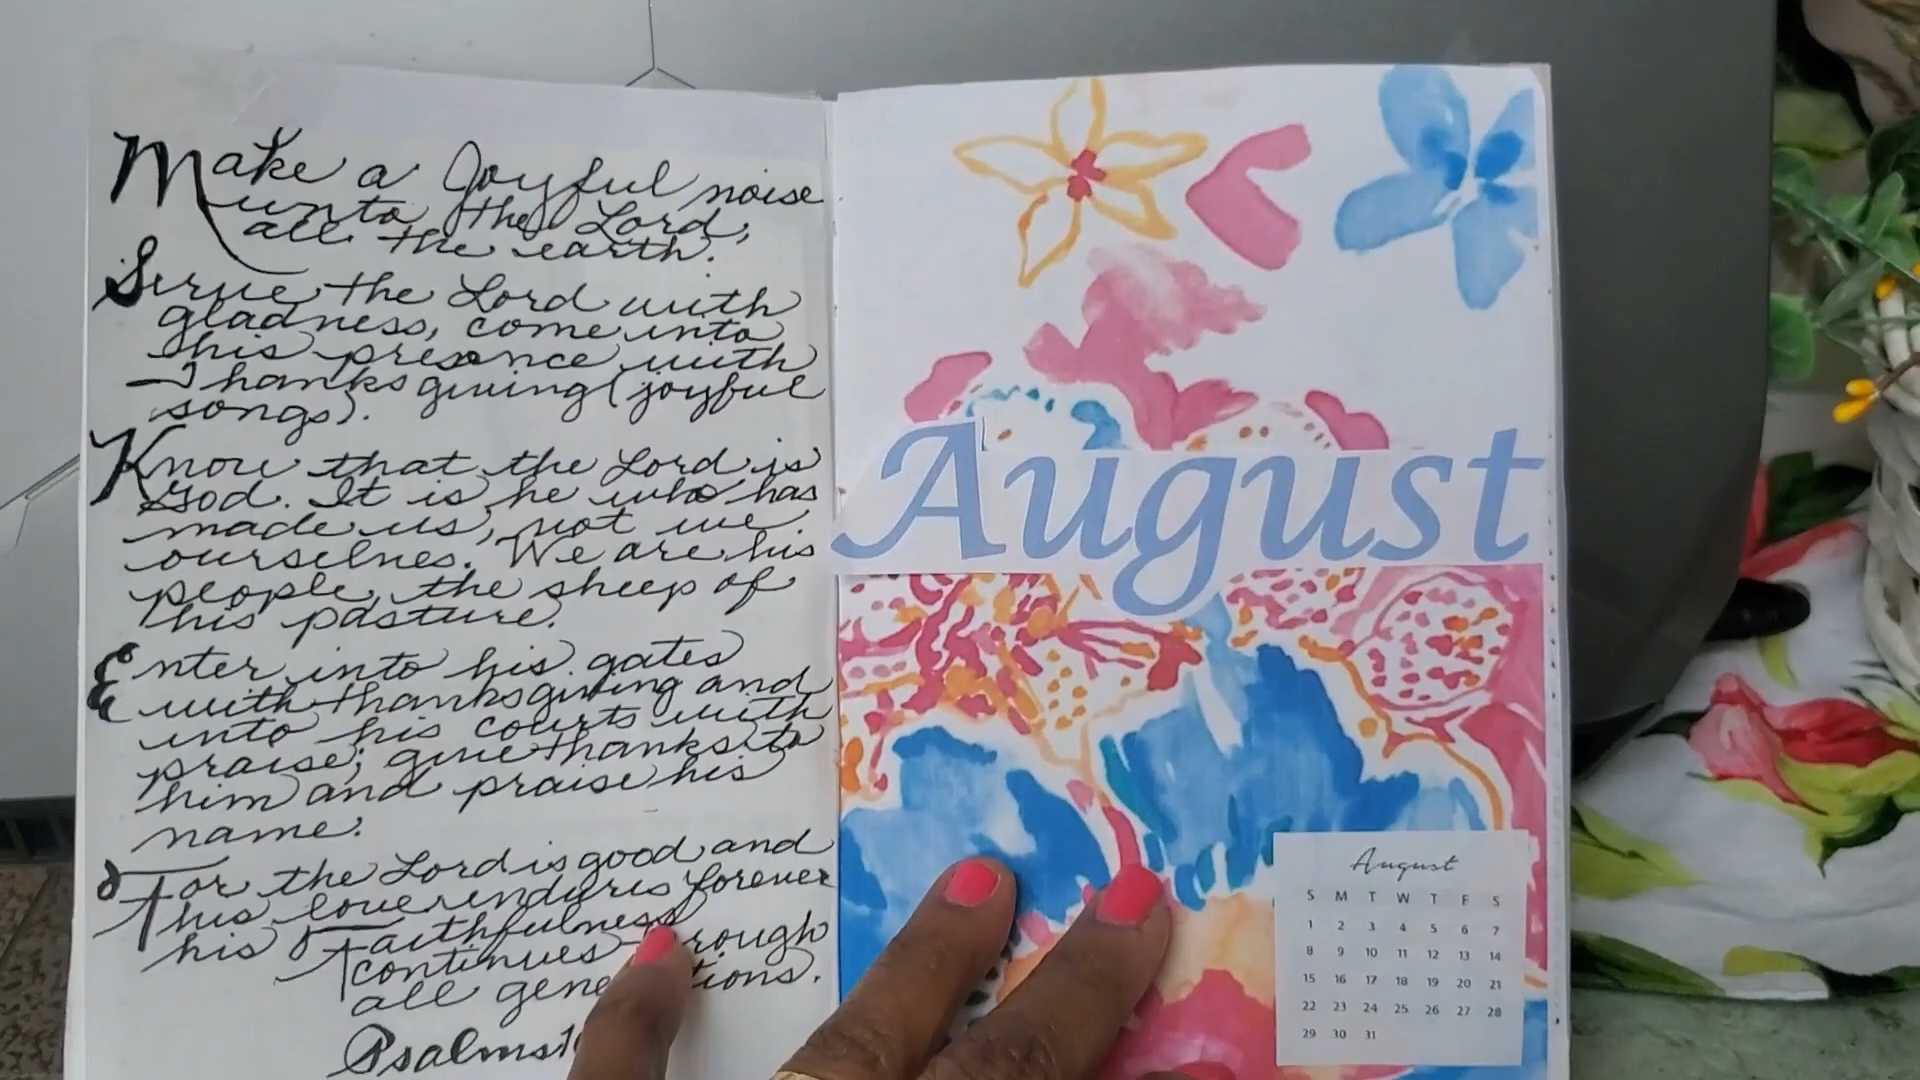 Make a Joyful noise
unto the Lord,
all the earth.
Serve the Lord with
gladness, come into
his presence with
Thanksgiving (joyful
songs).
Know that the Lord is
God. It is he who has
made us, not we
ourselves. We are his
people, the sheep of
his pasture.
Enter into his gates
with thanksgiving and
into his courts with
praise; give thanks to
him and praise his
name.
For the Lord is good and
his love endures forever
his Faithfulness
continues through
all generations.
Psalms 1
August
August
S M T W T F S
1 2 3 4 5 6 7
8 9 10 11 12 13 14
15 16 17 18 19 20 21
22 23 24 25 26 27 28
29 30 31